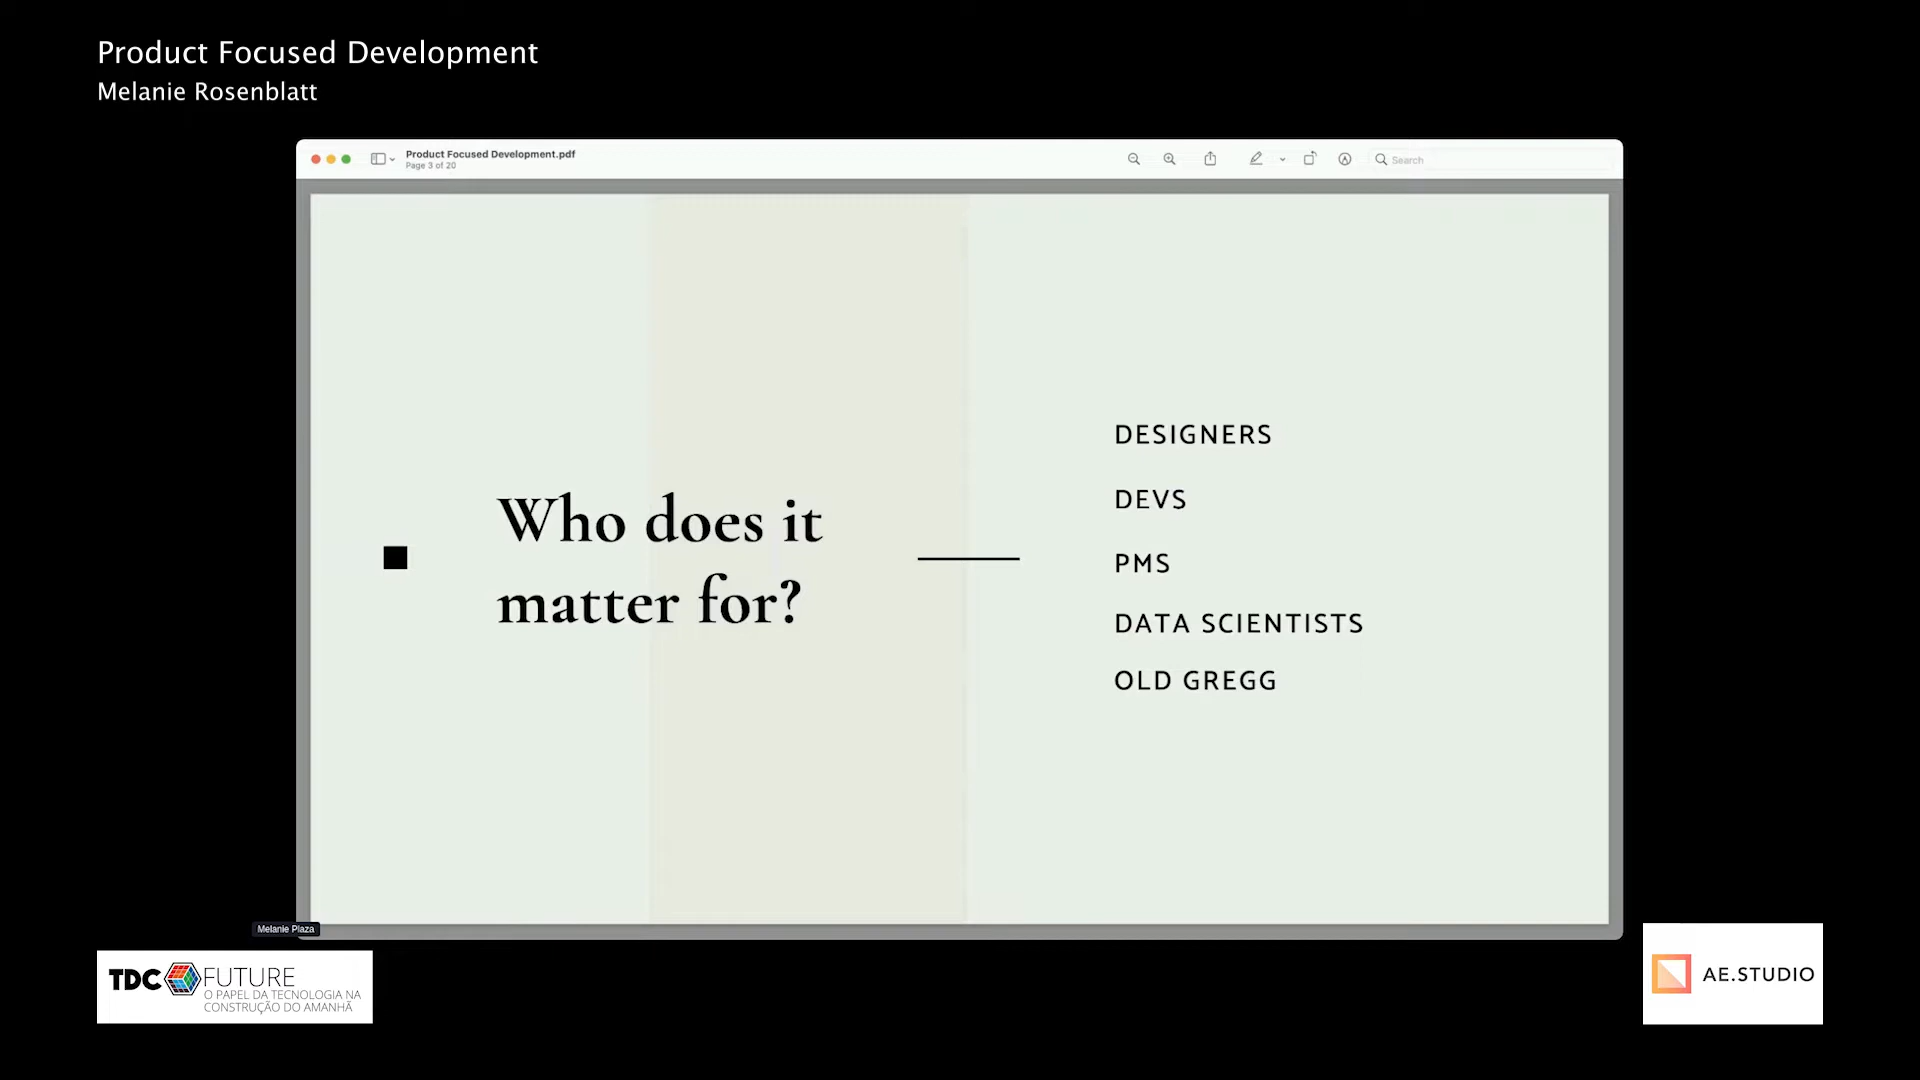 Product Focused Development
Melanie Rosenblatt
Product Focused Development.pdf
Page 3 of 20
Search
Who does it
matter for?
DESIGNERS
DEVS
PMS
DATA SCIENTISTS
OLD GREGG
Melanie Plaza
TDC FUTURE
O PAPEL DA TECNOLOGIA NA
CONSTRUÇÃO DO AMANHÃ
AE.STUDIO